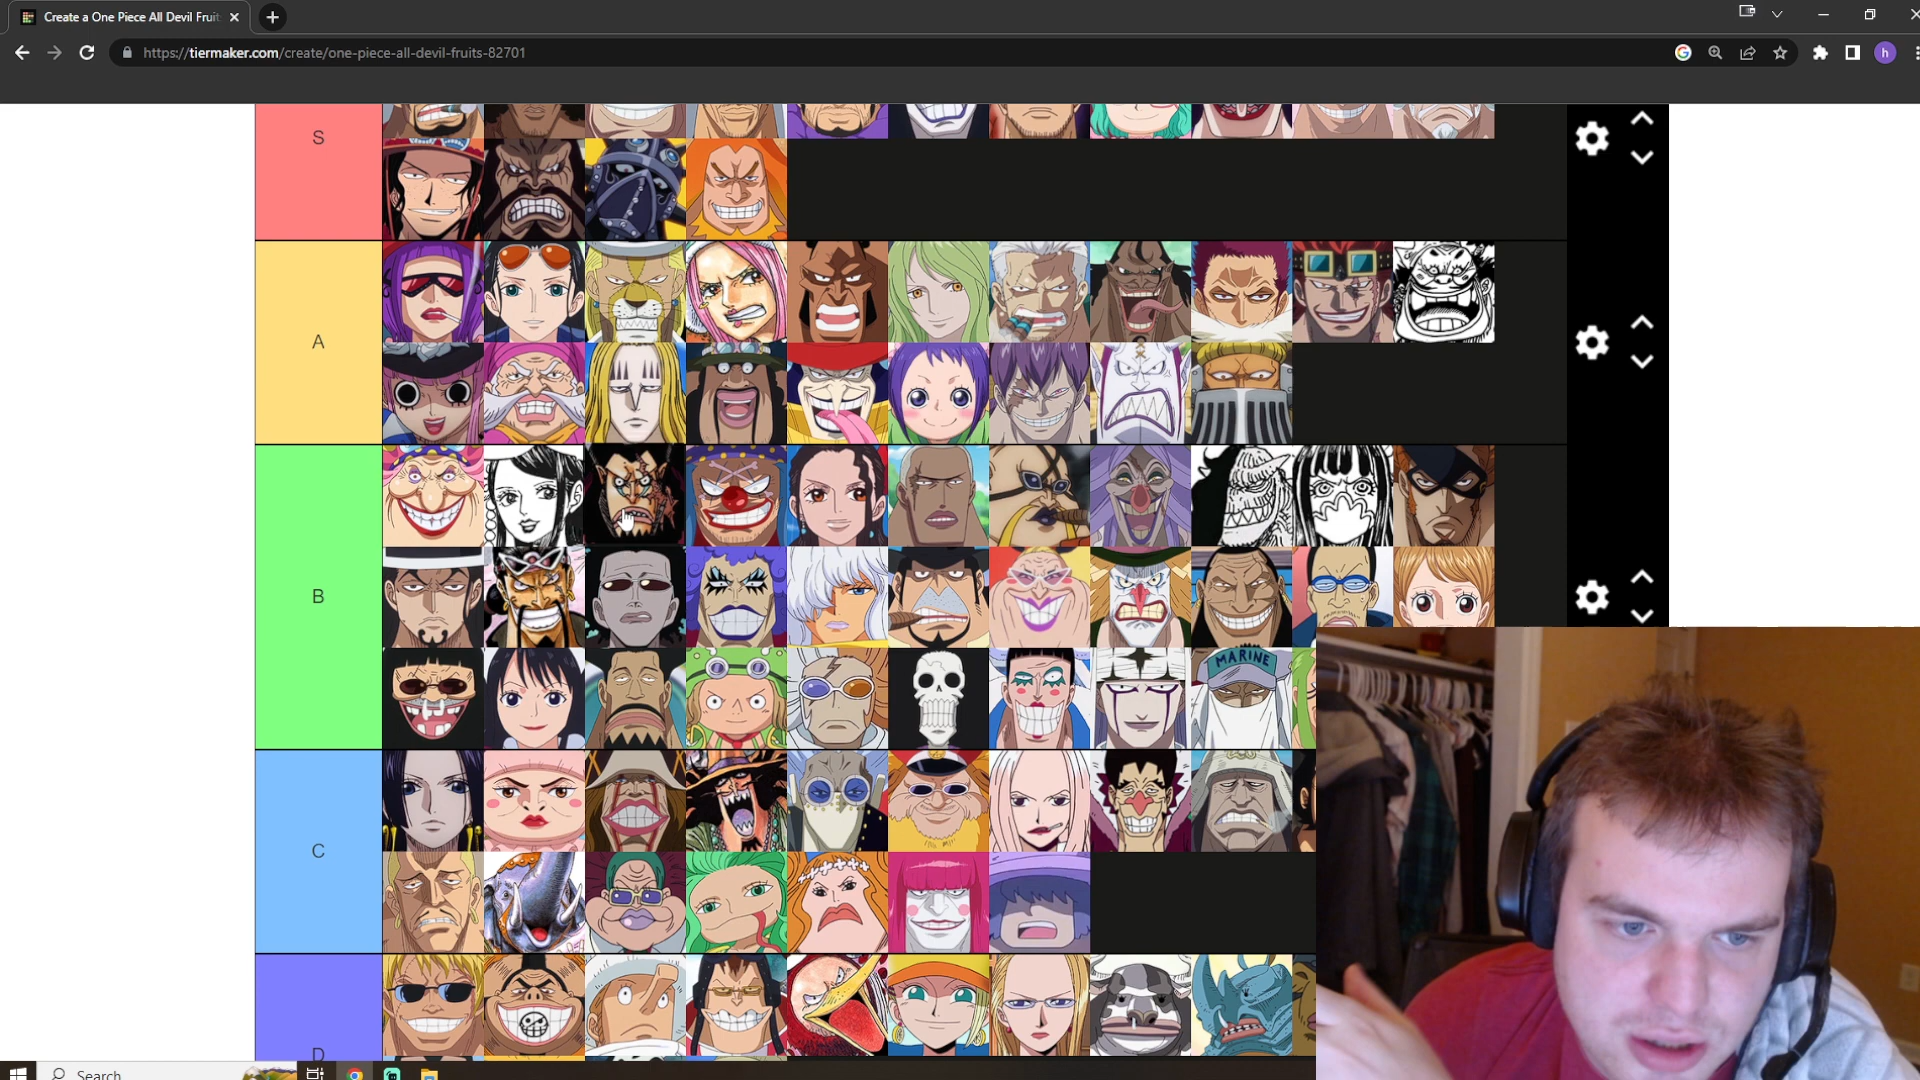 Create a One Piece All Devil Fruit
https://tiermaker.com/create/one-piece-all-devil-fruits-82701
h
S
A
B
MARINE
C
D
Search